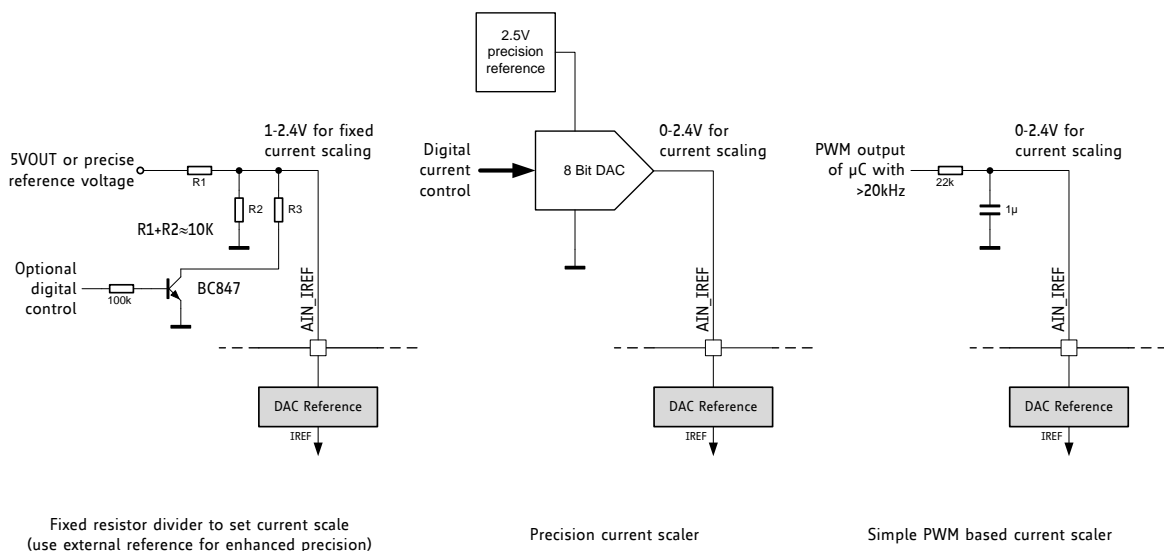 5VOUT or precise
reference voltage
R1
1-2.4V for fixed
current scaling
R2
R3
R1+R2≈10K
Optional
digital
control
100k
BC847
AIN_IREF
DAC Reference
IREF
Fixed resistor divider to set current scale
(use external reference for enhanced precision)
2.5V
precision
reference
Digital
current
control
8 Bit DAC
0-2.4V for
current scaling
AIN_IREF
DAC Reference
IREF
Precision current scaler
PWM output
of µC with
>20kHz
22k
0-2.4V for
current scaling
1µ
AIN_IREF
DAC Reference
IREF
Simple PWM based current scaler